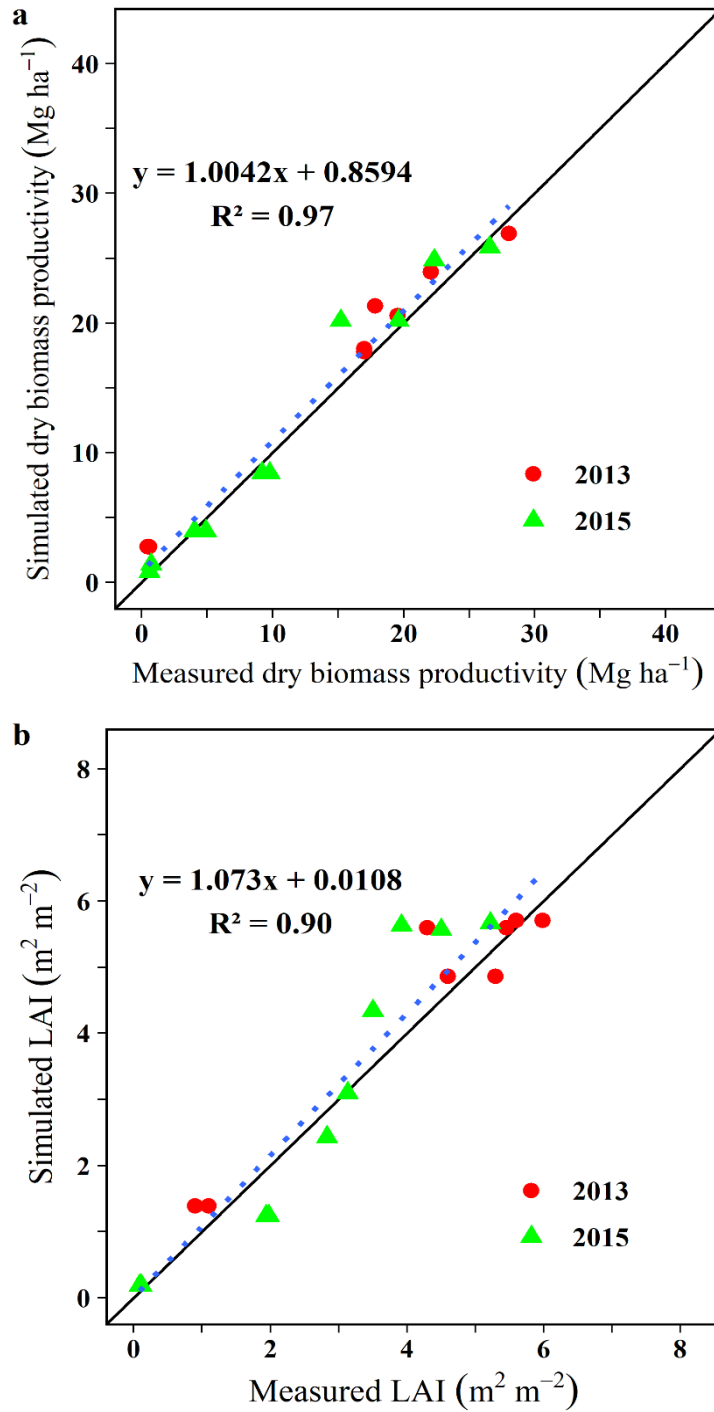 a
Simulated dry biomass productivity (Mg ha⁻¹)
40
30
20
10
0
y = 1.0042x + 0.8594
R² = 0.97
2013
2015
0 10 20 30 40
Measured dry biomass productivity (Mg ha⁻¹)
b
Simulated LAI (m² m⁻²)
8
6
4
2
0
y = 1.073x + 0.0108
R² = 0.90
2013
2015
0 2 4 6 8
Measured LAI (m² m⁻²)